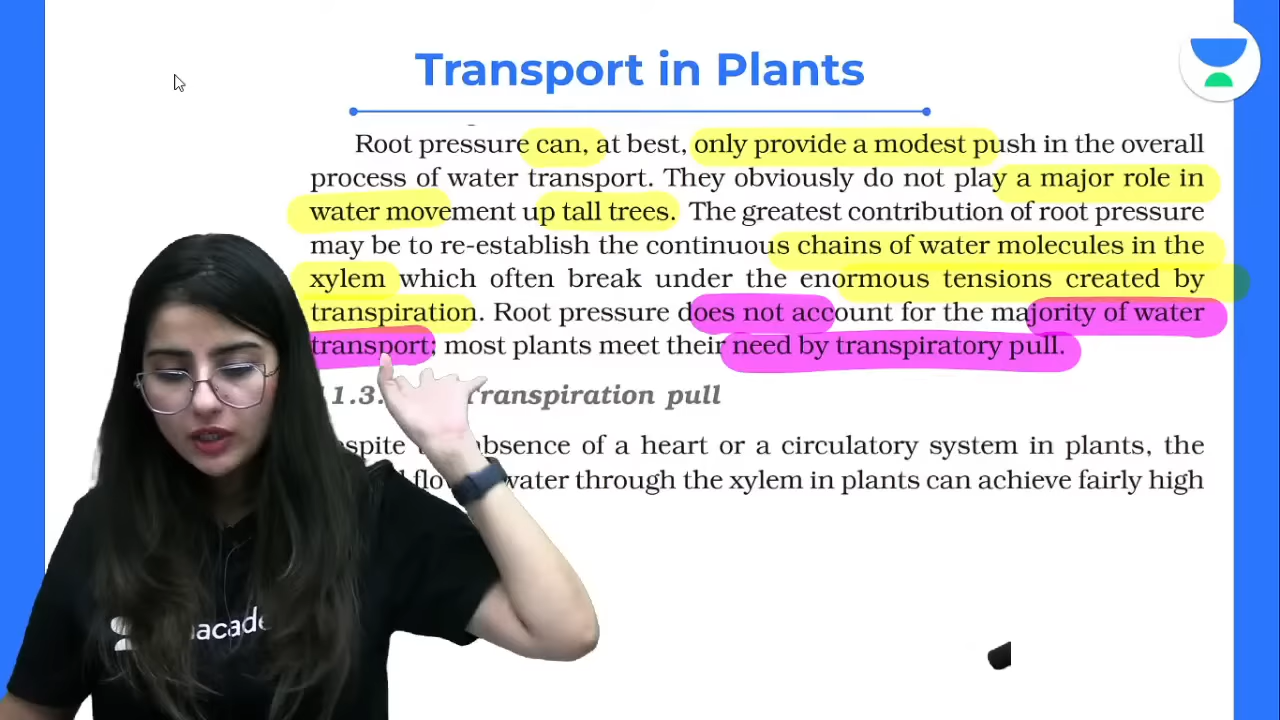 Transport in Plants
Root pressure can, at best, only provide a modest push in the overall
process of water transport. They obviously do not play a major role in
water movement up tall trees. The greatest contribution of root pressure
may be to re-establish the continuous chains of water molecules in the
xylem which often break under the enormous tensions created by
transpiration. Root pressure does not account for the majority of water
transport; most plants meet their need by transpiratory pull.
1.3. Transpiration pull
absence of a heart or a circulatory system in plants, the
water through the xylem in plants can achieve fairly high